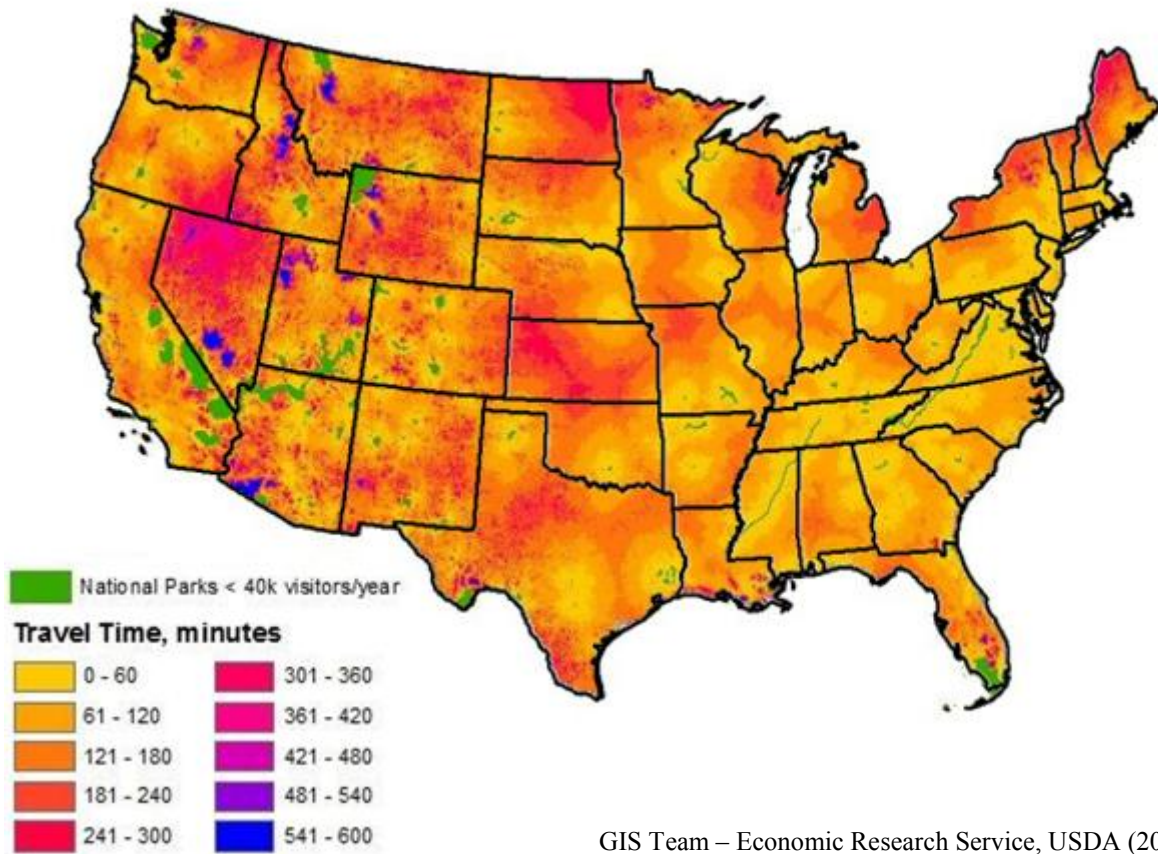 National Parks < 40k visitors/year
Travel Time, minutes
0 - 60
61 - 120
121 - 180
181 - 240
241 - 300
301 - 360
361 - 420
421 - 480
481 - 540
541 - 600
GIS Team – Economic Research Service, USDA (20